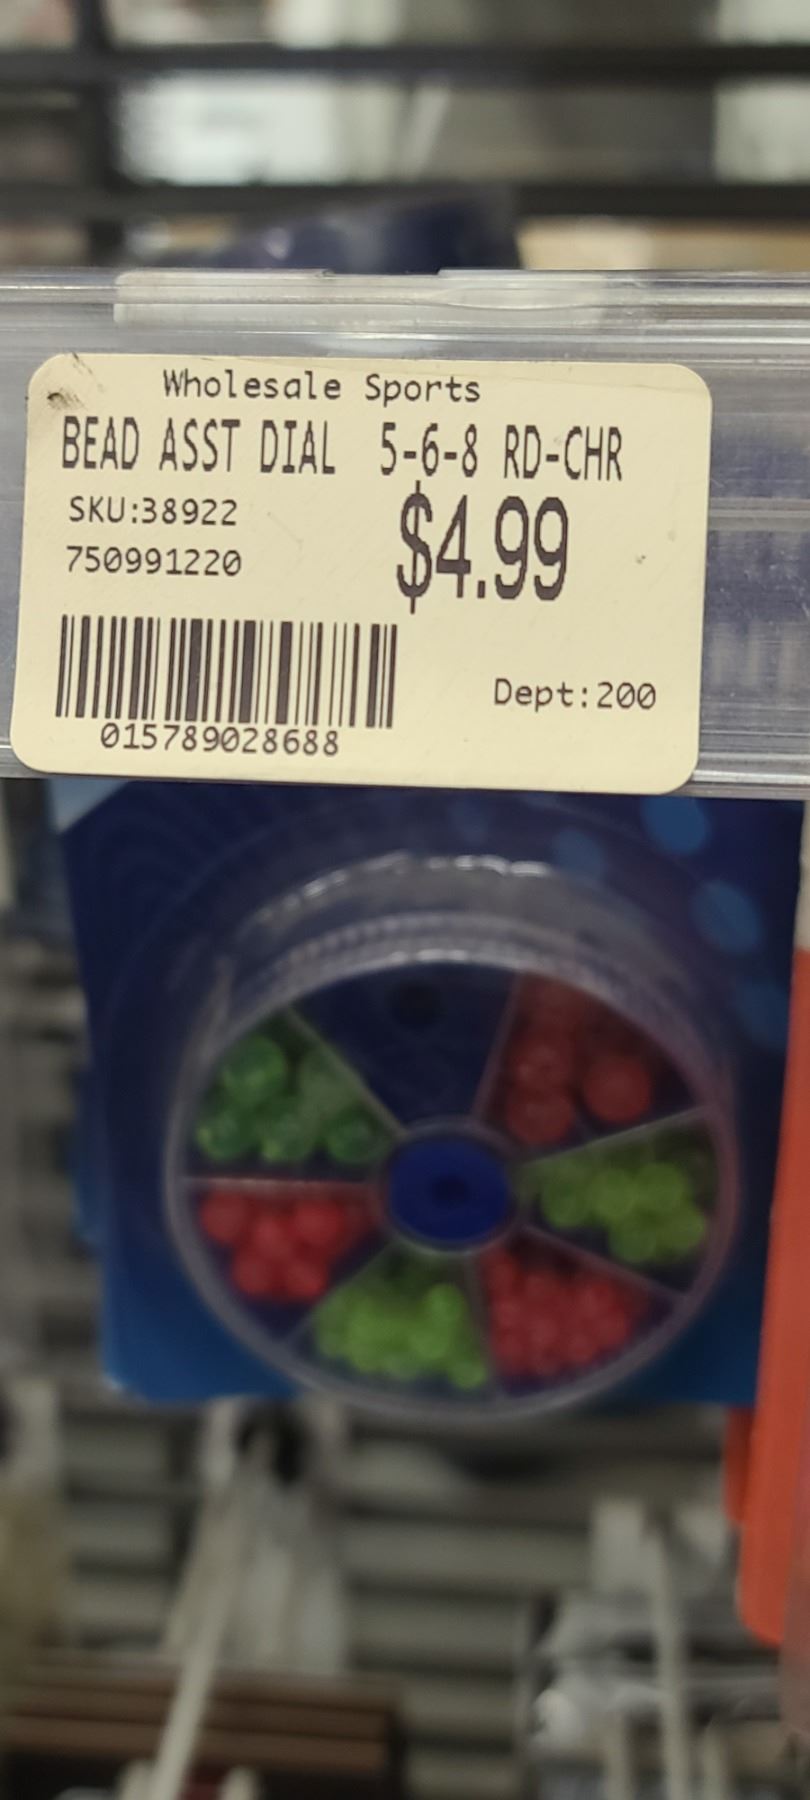 Wholesale Sports
BEAD ASST DIAL 5-6-8 RD-CHR
SKU:38922
$4.99
750991220
Dept:200
015789028688